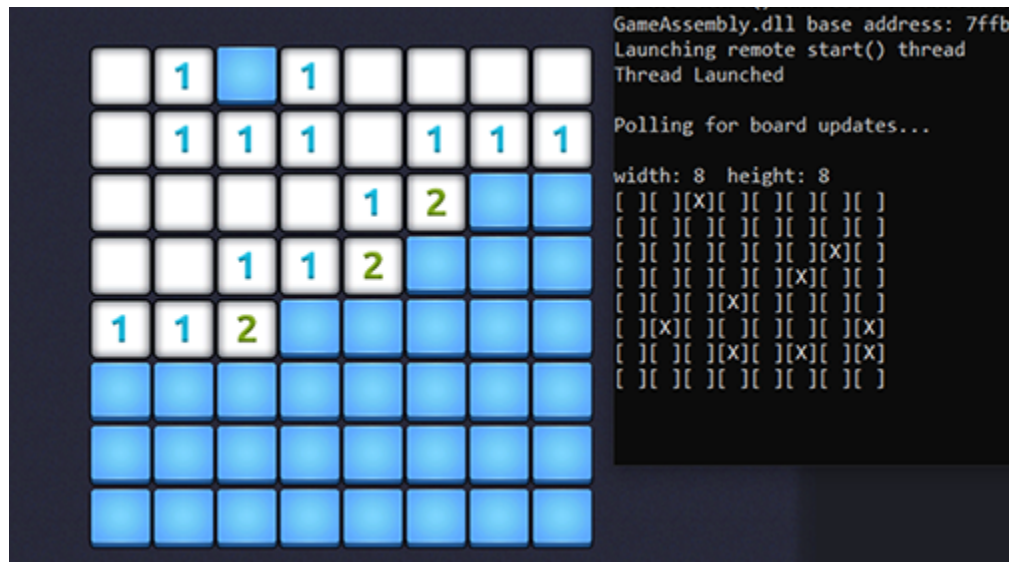 1 1
1 1 1 1 1 1
1 2
1 1 2
1 1 2
GameAssembly.dll base address: 7ffb
Launching remote start() thread
Thread Launched
Polling for board updates...
width: 8 height: 8
[ ][ ][X][ ][ ][ ][ ][ ]
[ ][ ][ ][ ][ ][ ][ ][ ]
[ ][ ][ ][ ][ ][ ][X][ ]
[ ][ ][ ][ ][ ][X][ ][ ]
[ ][ ][ ][X][ ][ ][ ][ ]
[ ][X][ ][ ][ ][ ][ ][X]
[ ][ ][ ][X][ ][X][ ][X]
[ ][ ][ ][ ][ ][ ][ ][ ]